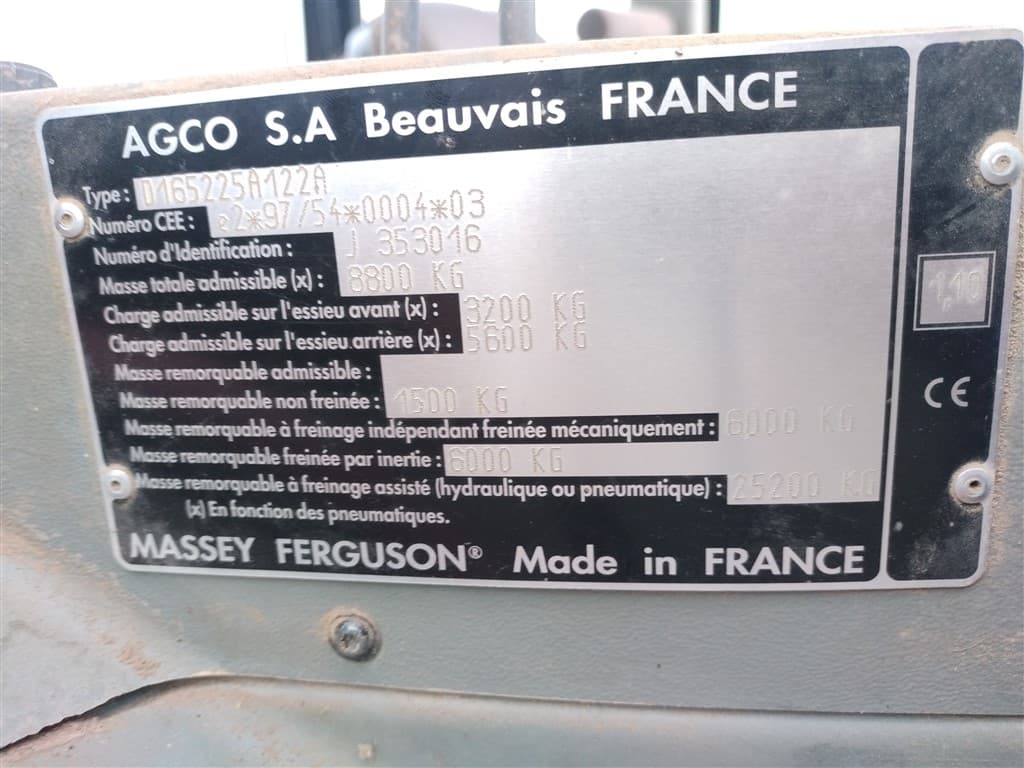 AGCO S.A Beauvais FRANCE
Type : D165225A122A
Numéro CEE : e2*97/54*0004*03
Numéro d'Identification : J 353016
Masse totale admissible (x) : 8800 KG
Charge admissible sur l'essieu avant (x) : 3200 KG
Charge admissible sur l'essieu arrière (x) : 5600 KG
Masse remorquable admissible :
Masse remorquable non freinée : 1500 KG
Masse remorquable à freinage indépendant freinée mécaniquement : 6000 KG
Masse remorquable freinée par inertie : 6000 KG
Masse remorquable à freinage assisté (hydraulique ou pneumatique) : 25200 KG
(x) En fonction des pneumatiques.
MASSEY FERGUSON® Made in FRANCE
1,10
CE